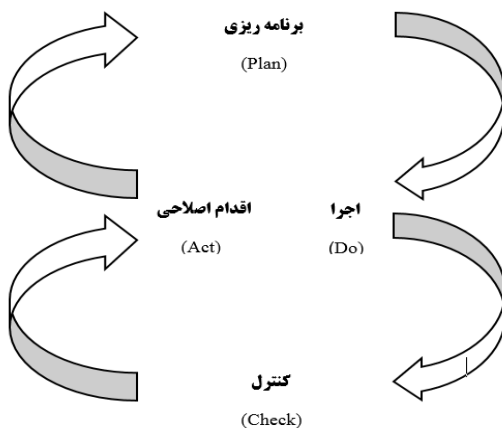 برنامه ریزی
(Plan)
اجرا
(Do)
اقدام اصلاحی
(Act)
کنترل
(Check)